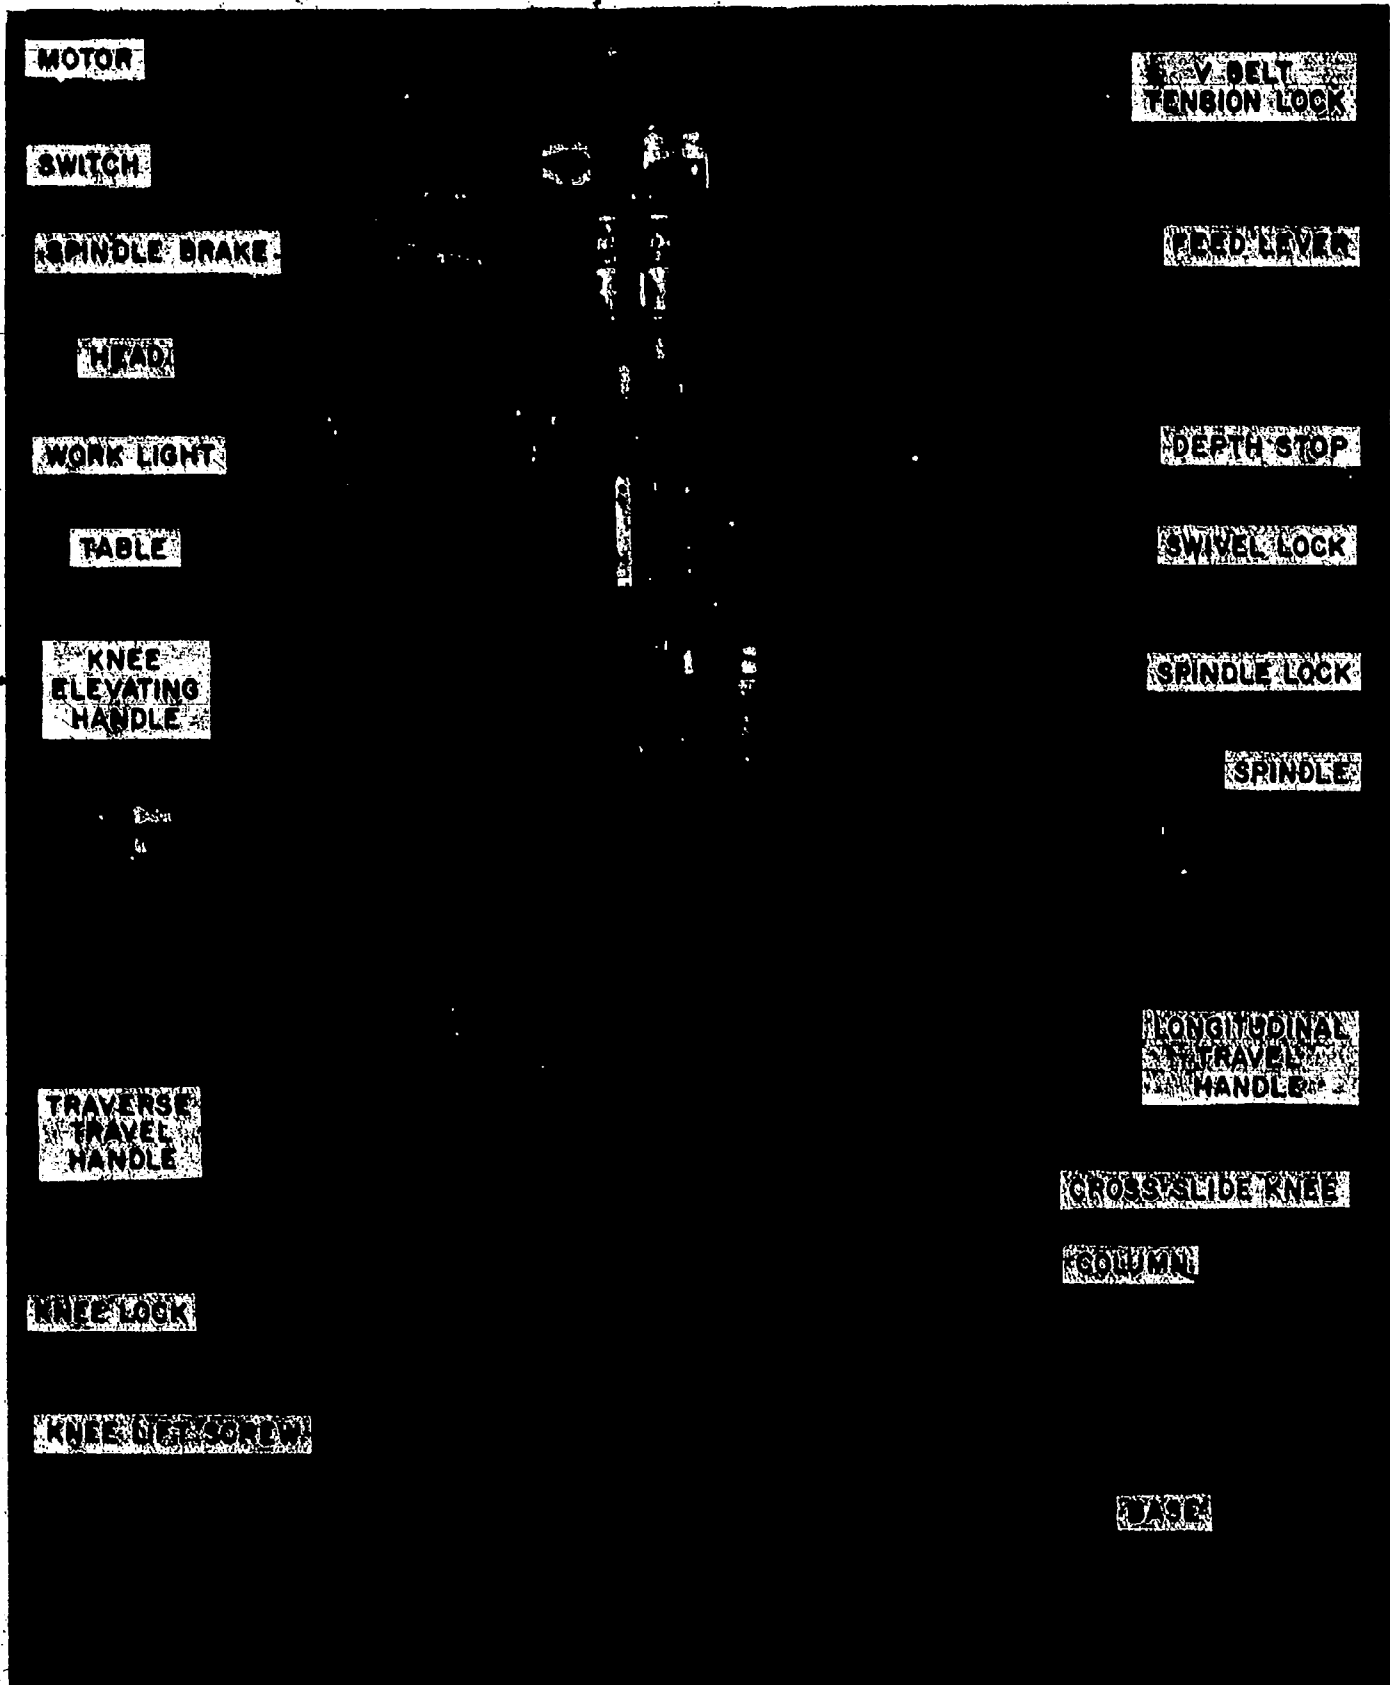 MOTOR
V BELT
TENSION LOCK
SWITCH
SPINDLE BRAKE
FEED LEVER
HEAD
WORK LIGHT
DEPTH STOP
TABLE
SWIVEL LOCK
KNEE
ELEVATING
HANDLE
SPINDLE LOCK
SPINDLE
LONGITUDINAL
TRAVEL
HANDLE
TRAVERSE
TRAVEL
HANDLE
CROSS SLIDE KNEE
COLUMN
KNEE LOCK
KNEE LIFT SCREW
BASE